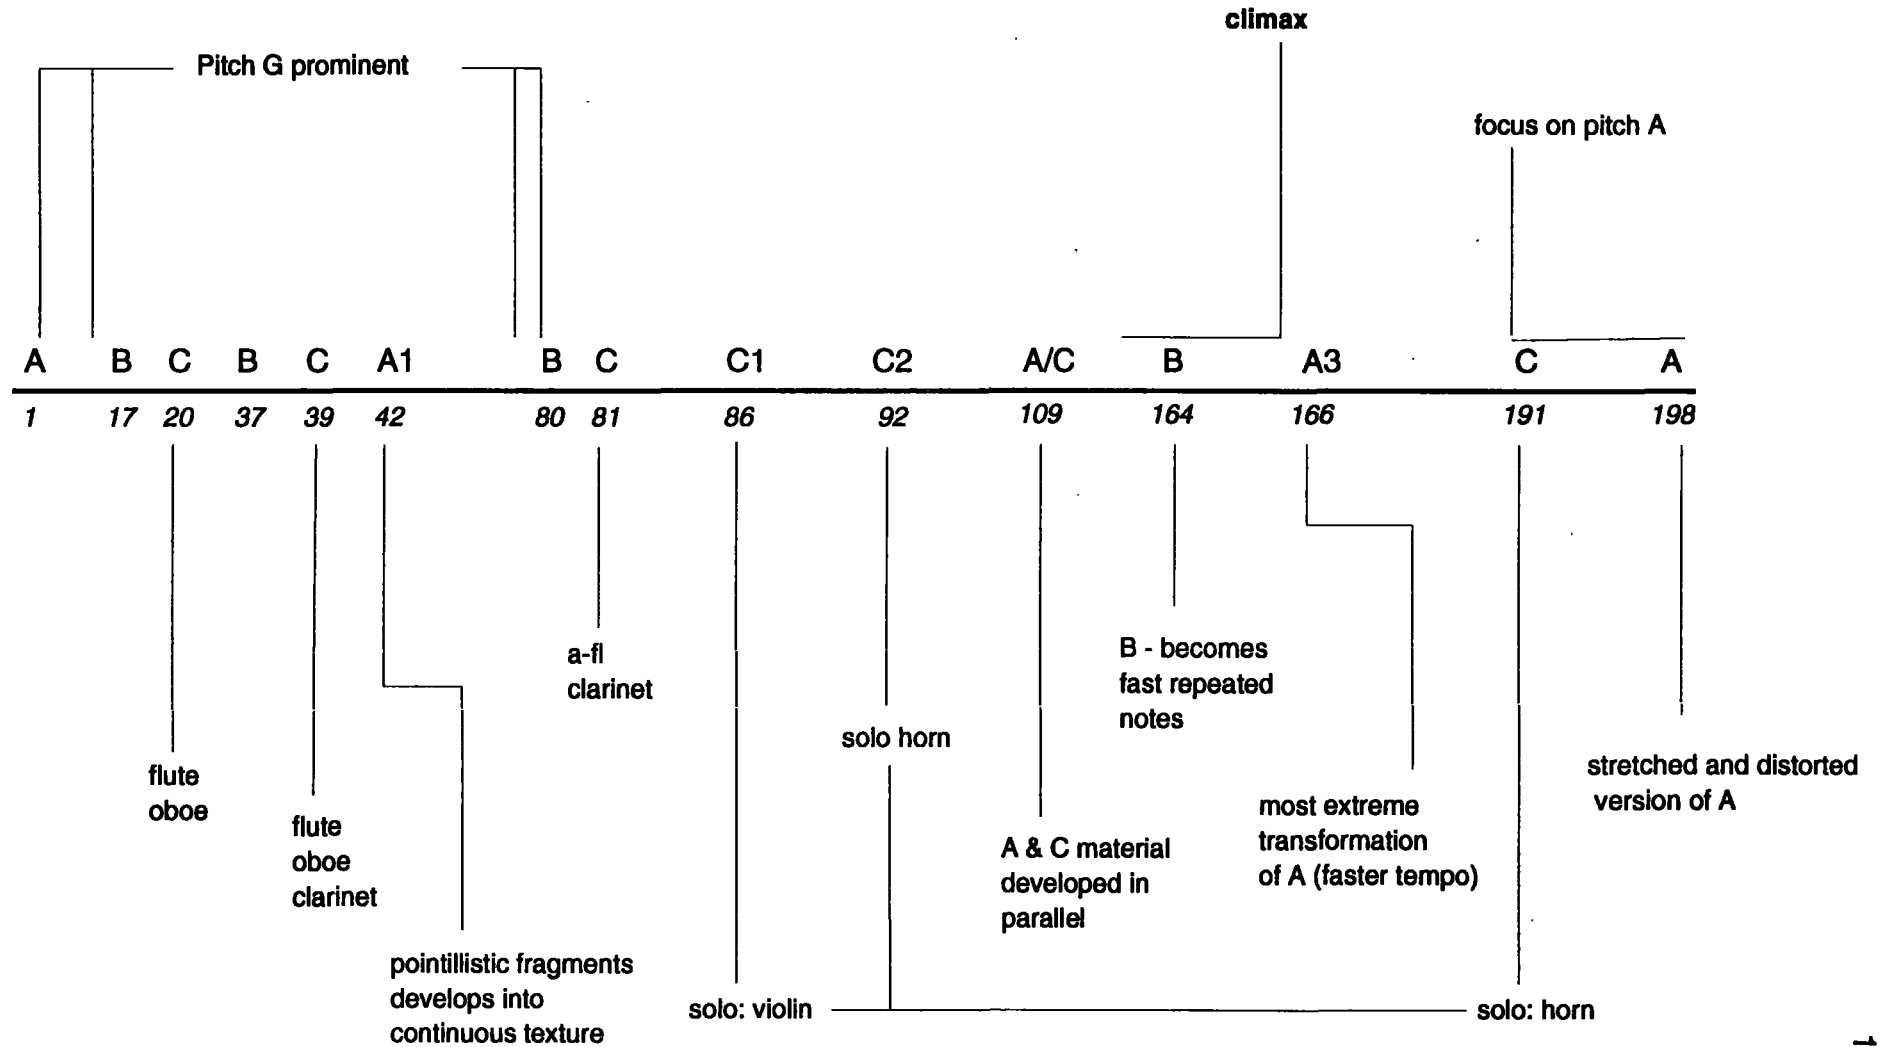 climax
Pitch G prominent
focus on pitch A
A B C B C A1 B C C1 C2 A/C B A3 C A
1 17 20 37 39 42 80 81 86 92 109 164 166 191 198
a-fl
clarinet
B - becomes
fast repeated
notes
solo horn
flute
oboe
stretched and distorted
version of A
most extreme
transformation
of A (faster tempo)
flute
oboe
clarinet
A & C material
developed in
parallel
pointillistic fragments
develops into
continuous texture
solo: violin
solo: horn